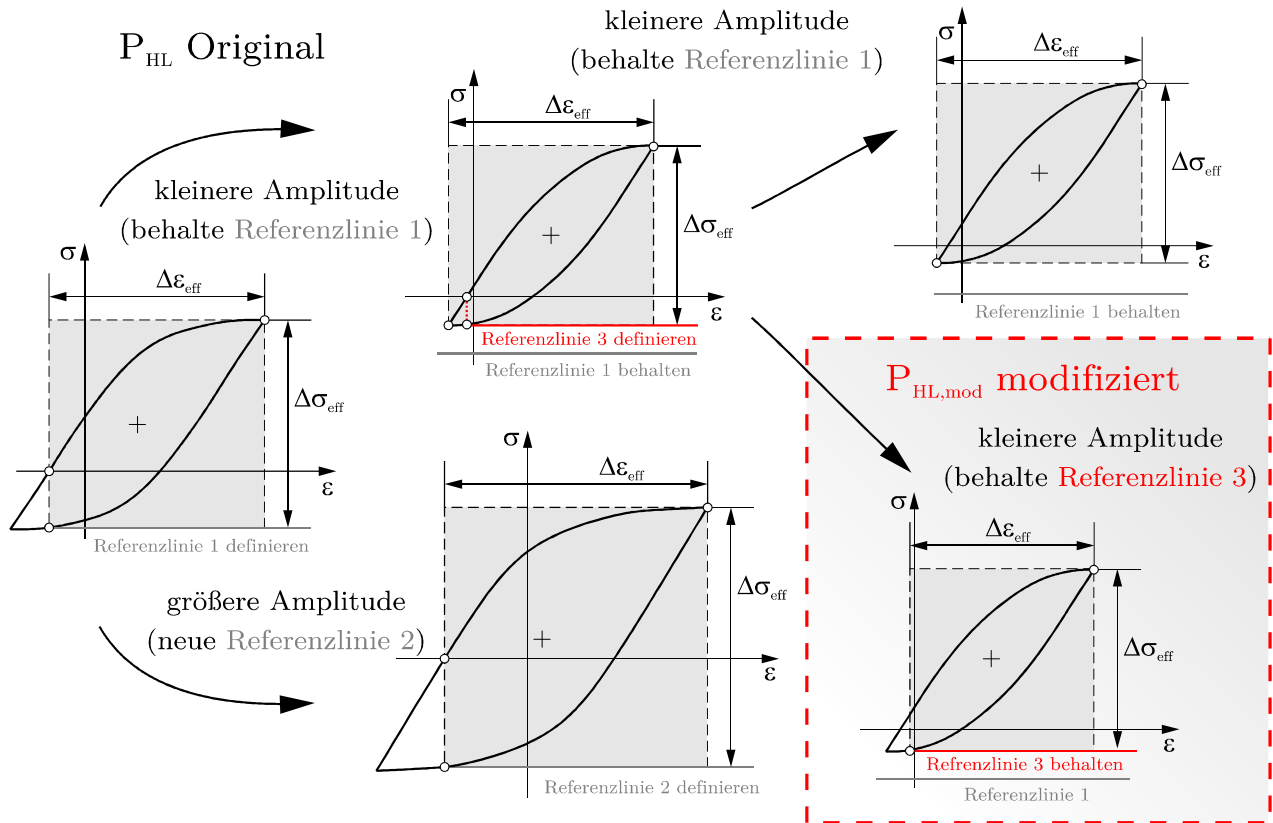 P_HL Original
kleinere Amplitude
(behalte Referenzlinie 1)
σ
Δε_eff
Δσ_eff
ε
Referenzlinie 1 definieren
kleinere Amplitude
(behalte Referenzlinie 1)
σ
Δε_eff
Δσ_eff
ε
Referenzlinie 3 definieren
Referenzlinie 1 behalten
σ
Δε_eff
Δσ_eff
ε
Referenzlinie 1 behalten
größere Amplitude
(neue Referenzlinie 2)
σ
Δε_eff
Δσ_eff
ε
Referenzlinie 2 definieren
P_HL,mod modifiziert
kleinere Amplitude
(behalte Referenzlinie 3)
σ
Δε_eff
Δσ_eff
ε
Refrenzlinie 3 behalten
Referenzlinie 1